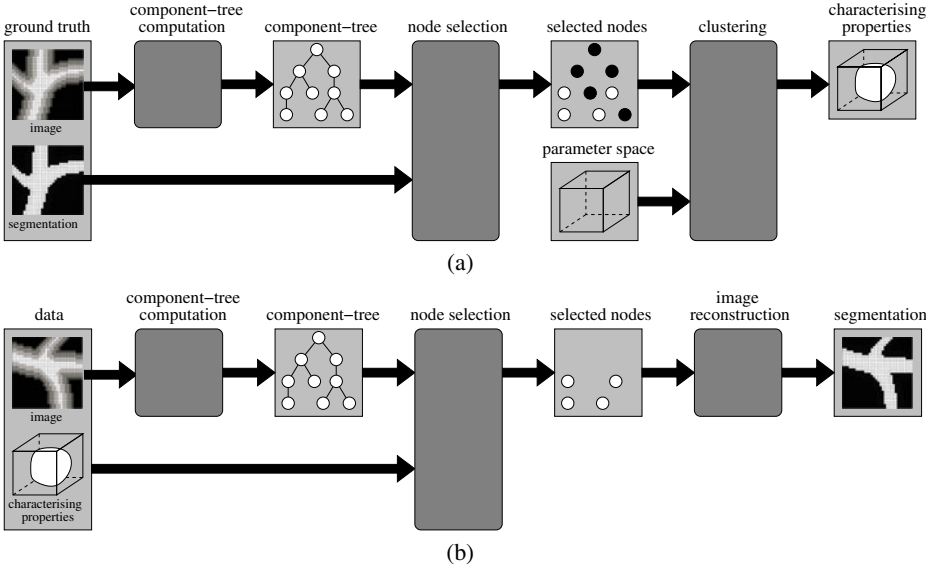 ground truth
component−tree
computation
component−tree
node selection
selected nodes
clustering
characterising
properties
image
segmentation
parameter space
(a)
data
component−tree
computation
component−tree
node selection
selected nodes
image
reconstruction
segmentation
image
characterising
properties
(b)